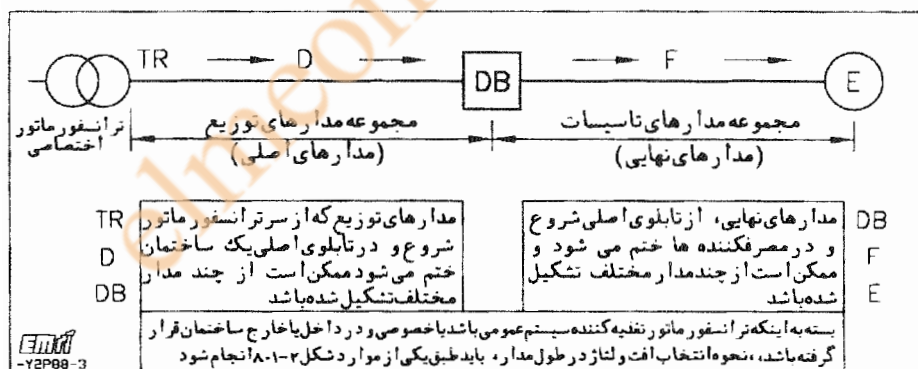 TR D DB F E
ترانسفورماتور
اختصاصی
مجموعه مدارهای توزیع
(مدارهای اصلی)
مجموعه مدارهای تاسیسات
(مدارهای نهایی)
TR
D
DB
مدارهای توزیع که از سر ترانسفورماتور
شروع و در تابلوی اصلی یک ساختمان
ختم می شود ممکن است از چند مدار
مختلف تشکیل شده باشد
مدارهای نهایی، از تابلوی اصلی شروع
و در مصرفکننده ها ختم می شود و
ممکن است از چند مدار مختلف تشکیل
شده باشد
DB
F
E
بسته به اینکه ترانسفورماتور تغذیه کننده سیستم عمومی باشد یا خصوصی و در داخل یا خارج ساختمان قرار
گرفته باشد، نحوه انتخاب افت ولتاژ در طول مدار، باید طبق یکی از موارد شکل ۲-۱-۸ انجام شود
-Y2P88-3
elmeom